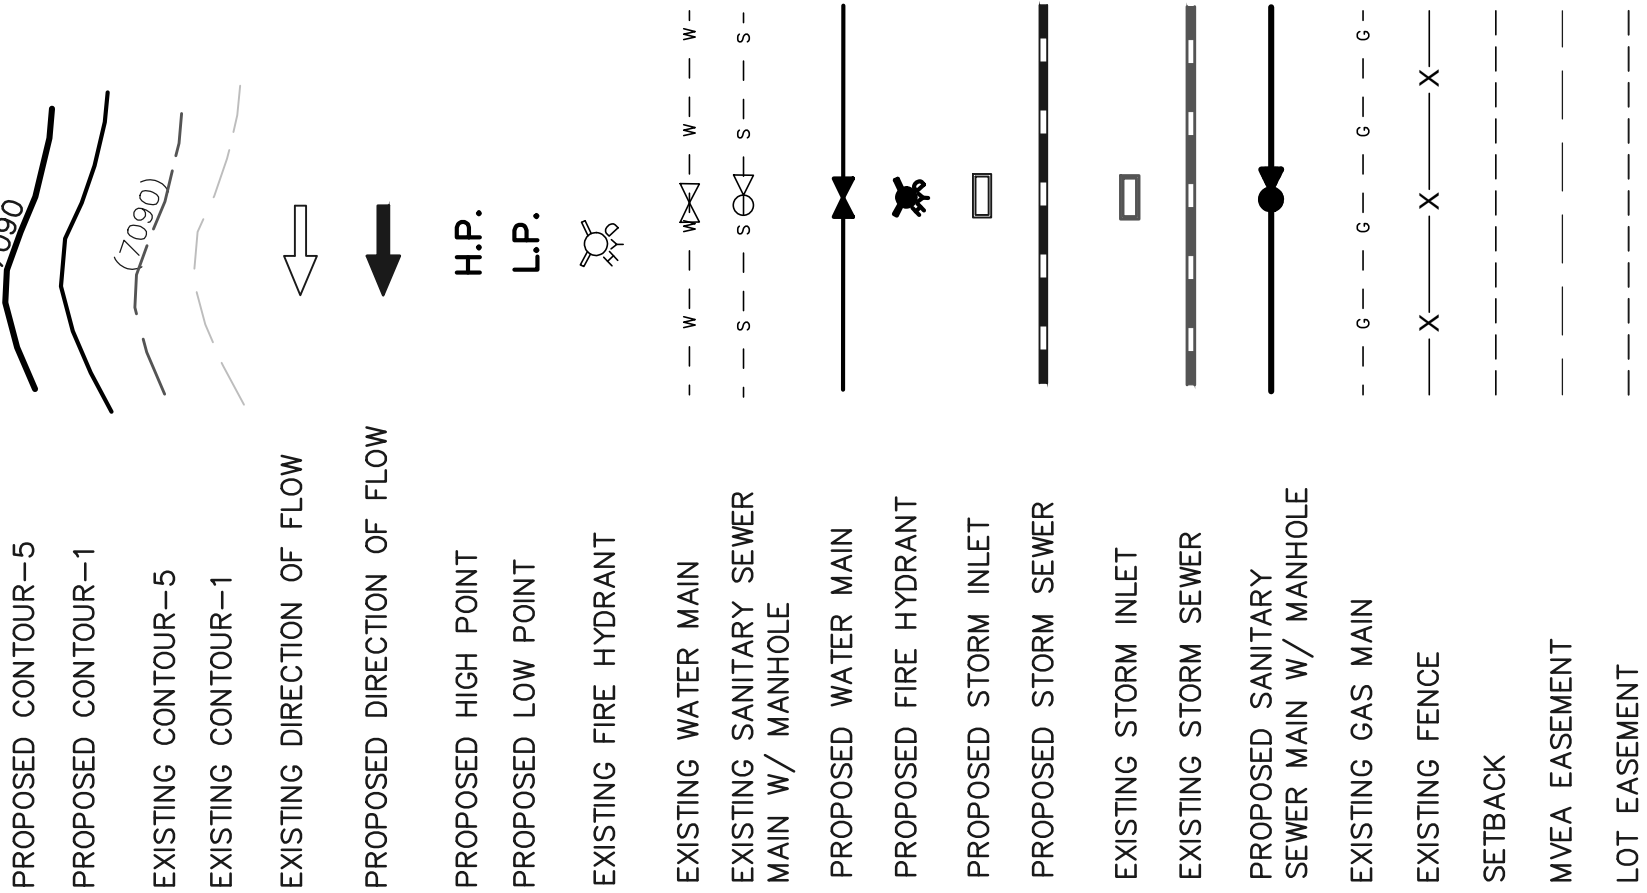 PROPOSED CONTOUR-5
7090
PROPOSED CONTOUR-1
EXISTING CONTOUR-5
(7090)
EXISTING CONTOUR-1
EXISTING DIRECTION OF FLOW
PROPOSED DIRECTION OF FLOW
PROPOSED HIGH POINT
H.P.
PROPOSED LOW POINT
L.P.
EXISTING FIRE HYDRANT
HYD
EXISTING WATER MAIN
W W W W
EXISTING SANITARY SEWER
MAIN W/ MANHOLE
S S S S
PROPOSED WATER MAIN
PROPOSED FIRE HYDRANT
HYD
PROPOSED STORM INLET
PROPOSED STORM SEWER
EXISTING STORM INLET
EXISTING STORM SEWER
PROPOSED SANITARY
SEWER MAIN W/ MANHOLE
EXISTING GAS MAIN
G G G G
EXISTING FENCE
X X X
SETBACK
MVEA EASEMENT
LOT EASEMENT